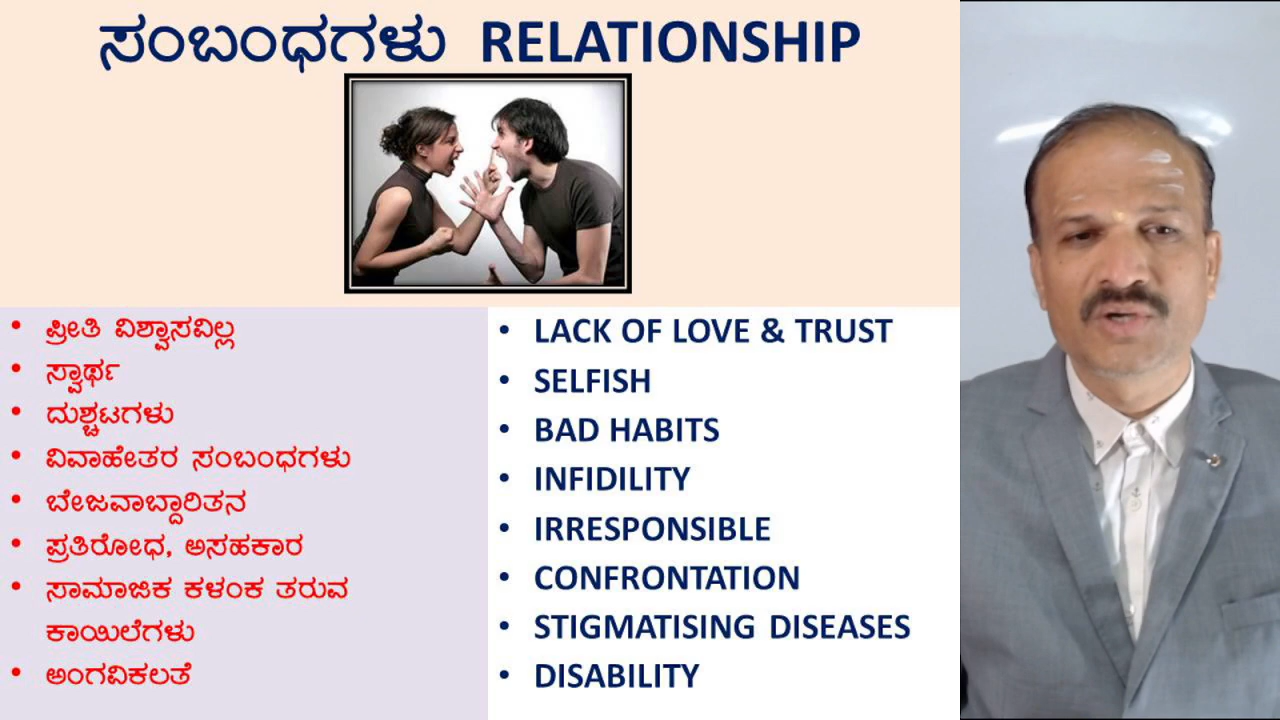 ಸಂಬಂಧಗಳು RELATIONSHIP
• ಪ್ರೀತಿ ವಿಶ್ವಾಸವಿಲ್ಲ
• ಸ್ವಾರ್ಥ
• ದುಶ್ಚಟಗಳು
• ವಿವಾಹೇತರ ಸಂಬಂಧಗಳು
• ಬೇಜವಾಬ್ದಾರಿತನ
• ಪ್ರತಿರೋಧ, ಅಸಹಕಾರ
• ಸಾಮಾಜಿಕ ಕಳಂಕ ತರುವ
ಕಾಯಿಲೆಗಳು
• ಅಂಗವಿಕಲತೆ
• LACK OF LOVE & TRUST
• SELFISH
• BAD HABITS
• INFIDILITY
• IRRESPONSIBLE
• CONFRONTATION
• STIGMATISING DISEASES
• DISABILITY